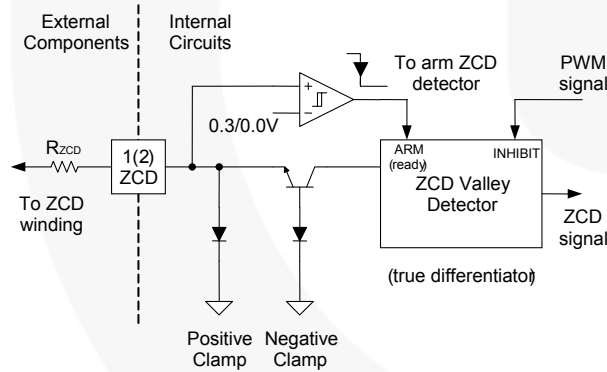 External
Components
Internal
Circuits
To arm ZCD
detector
PWM
signal
0.3/0.0V
+
−
RZCD
1(2)
ZCD
ARM
(ready)
INHIBIT
ZCD Valley
Detector
To ZCD
winding
ZCD
signal
(true differentiator)
Positive
Clamp
Negative
Clamp